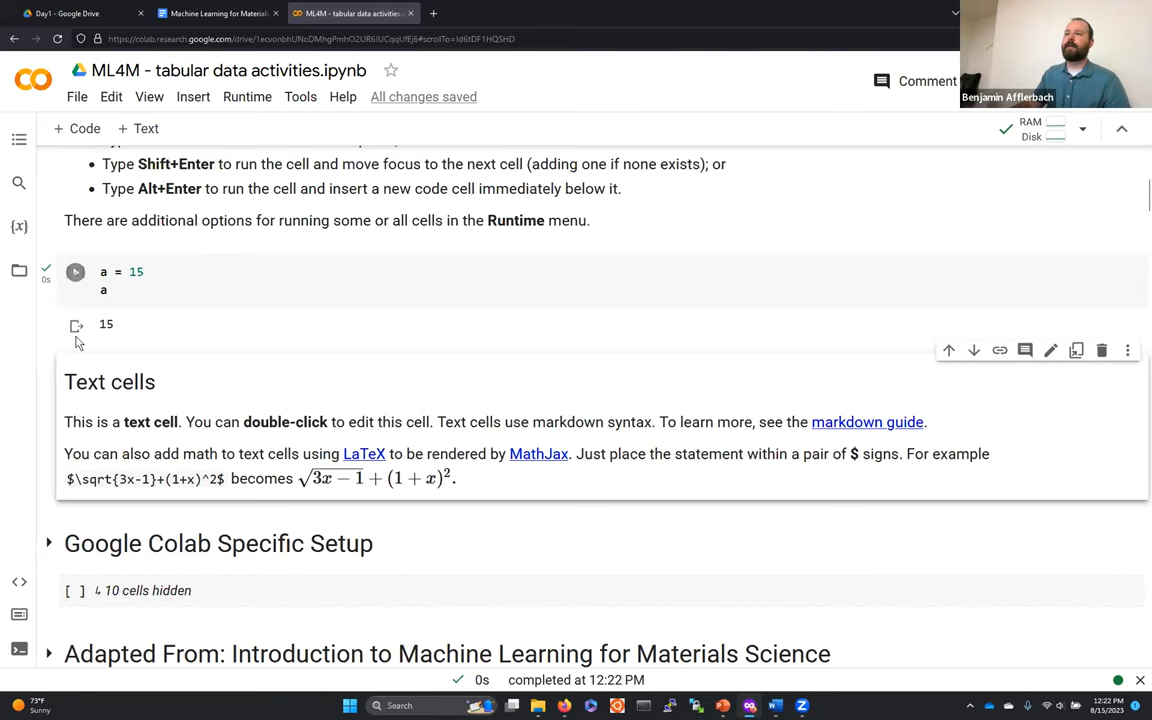 Day1 - Google Drive
Machine Learning for Materials
ML4M - tabular data activities
https://colab.research.google.com/drive/1ecvonbhUNoDMhgPmhO2UR6IUCqqUfEj6#scrollTo=Id6tDF1HQSHD
ML4M - tabular data activities.ipynb
File Edit View Insert Runtime Tools Help All changes saved
Comment
Benjamin Afflerbach
+ Code + Text
RAM
Disk
• Type Shift+Enter to run the cell and move focus to the next cell (adding one if none exists); or
• Type Alt+Enter to run the cell and insert a new code cell immediately below it.
There are additional options for running some or all cells in the Runtime menu.
0s
a = 15
a
15
Text cells
This is a text cell. You can double-click to edit this cell. Text cells use markdown syntax. To learn more, see the markdown guide.
You can also add math to text cells using LaTeX to be rendered by MathJax. Just place the statement within a pair of $ signs. For example
$\sqrt{3x-1}+(1+x)^2$ becomes √3x − 1 + (1 + x)².
Google Colab Specific Setup
[ ] ↳ 10 cells hidden
Adapted From: Introduction to Machine Learning for Materials Science
0s completed at 12:22 PM
73°F
Sunny
Search
12:22 PM
8/15/2023